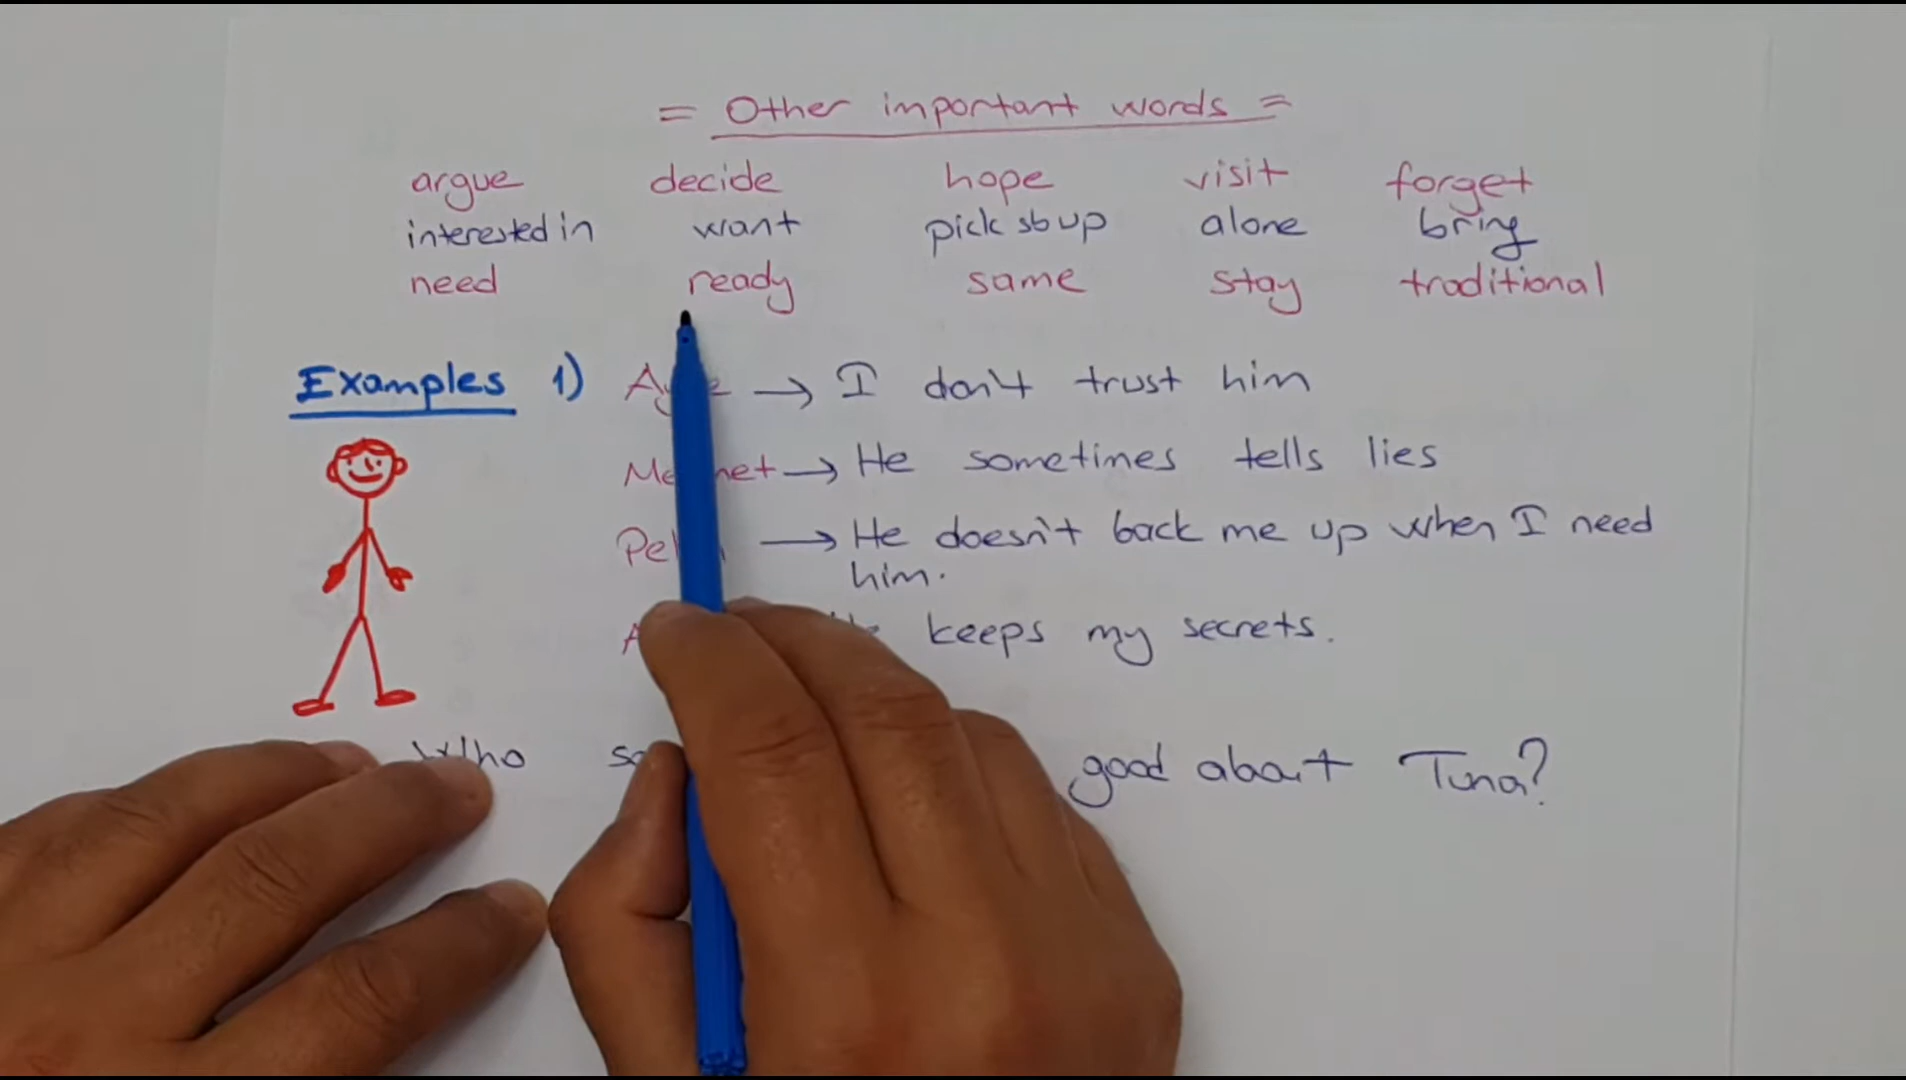 = Other important words =
argue decide hope visit forget
interested in want pick sb up alone bring
need ready same stay traditional
Examples 1) → I don't trust him
→ He sometimes tells lies
→ He doesn't back me up when I need
him.
keeps my secrets.
Who good about Tuna?